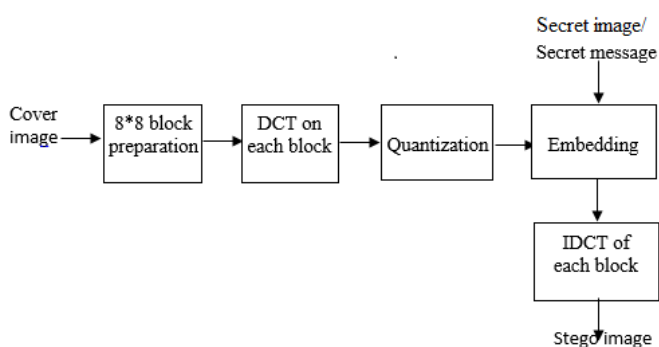 Secret image/
Secret message
Cover
image
8*8 block
preparation
DCT on
each block
Quantization
Embedding
IDCT of
each block
Stego image